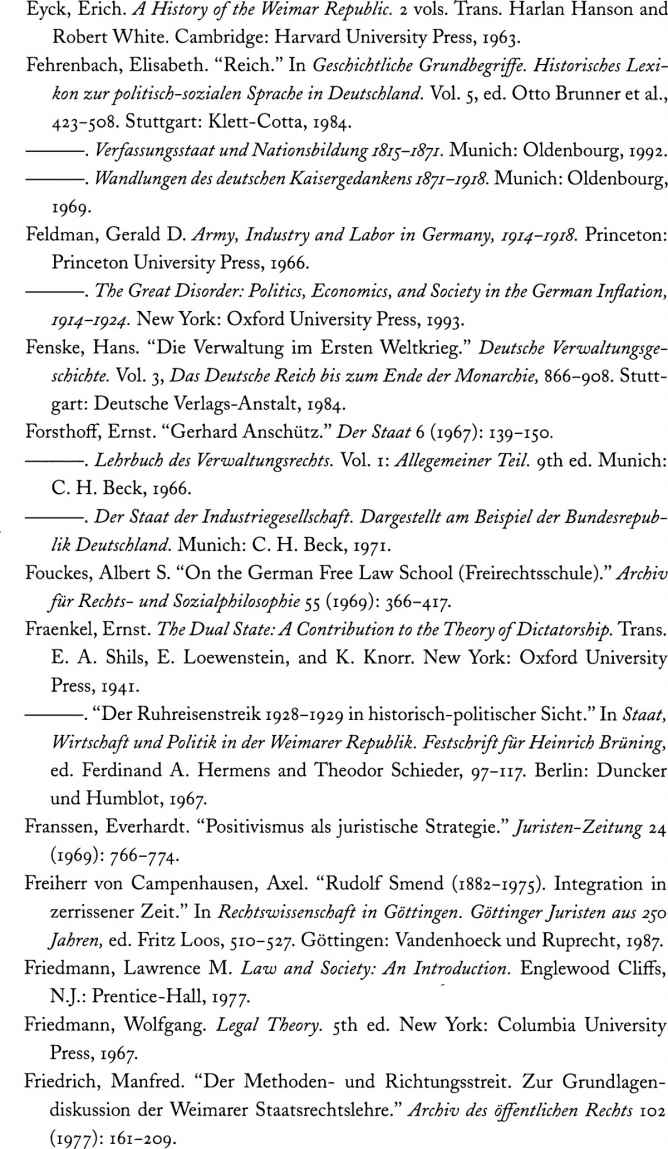 Eyck, Erich. A History of the Weimar Republic. 2 vols. Trans. Harlan Hanson and
Robert White. Cambridge: Harvard University Press, 1963.
Fehrenbach, Elisabeth. “Reich.” In Geschichtliche Grundbegriffe. Historisches Lexi-
kon zur politisch-sozialen Sprache in Deutschland. Vol. 5, ed. Otto Brunner et al.,
423–508. Stuttgart: Klett-Cotta, 1984.
———. Verfassungsstaat und Nationsbildung 1815–1871. Munich: Oldenbourg, 1992.
———. Wandlungen des deutschen Kaisergedankens 1871–1918. Munich: Oldenbourg,
1969.
Feldman, Gerald D. Army, Industry and Labor in Germany, 1914–1918. Princeton:
Princeton University Press, 1966.
———. The Great Disorder: Politics, Economics, and Society in the German Inflation,
1914–1924. New York: Oxford University Press, 1993.
Fenske, Hans. “Die Verwaltung im Ersten Weltkrieg.” Deutsche Verwaltungsge-
schichte. Vol. 3, Das Deutsche Reich bis zum Ende der Monarchie, 866–908. Stutt-
gart: Deutsche Verlags-Anstalt, 1984.
Forsthoff, Ernst. “Gerhard Anschütz.” Der Staat 6 (1967): 139–150.
———. Lehrbuch des Verwaltungsrechts. Vol. 1: Allegemeiner Teil. 9th ed. Munich:
C. H. Beck, 1966.
———. Der Staat der Industriegesellschaft. Dargestellt am Beispiel der Bundesrepub-
lik Deutschland. Munich: C. H. Beck, 1971.
Fouckes, Albert S. “On the German Free Law School (Freirechtsschule).” Archiv
für Rechts- und Sozialphilosophie 55 (1969): 366–417.
Fraenkel, Ernst. The Dual State: A Contribution to the Theory of Dictatorship. Trans.
E. A. Shils, E. Loewenstein, and K. Knorr. New York: Oxford University
Press, 1941.
———. “Der Ruhreisenstreik 1928–1929 in historisch-politischer Sicht.” In Staat,
Wirtschaft und Politik in der Weimarer Republik. Festschrift für Heinrich Brüning,
ed. Ferdinand A. Hermens and Theodor Schieder, 97–117. Berlin: Duncker
und Humblot, 1967.
Franssen, Everhardt. “Positivismus als juristische Strategie.” Juristen-Zeitung 24
(1969): 766–774.
Freiherr von Campenhausen, Axel. “Rudolf Smend (1882–1975). Integration in
zerrissener Zeit.” In Rechtswissenschaft in Göttingen. Göttinger Juristen aus 250
Jahren, ed. Fritz Loos, 510–527. Göttingen: Vandenhoeck und Ruprecht, 1987.
Friedmann, Lawrence M. Law and Society: An Introduction. Englewood Cliffs,
N.J.: Prentice-Hall, 1977.
Friedmann, Wolfgang. Legal Theory. 5th ed. New York: Columbia University
Press, 1967.
Friedrich, Manfred. “Der Methoden- und Richtungsstreit. Zur Grundlagen-
diskussion der Weimarer Staatsrechtslehre.” Archiv des öffentlichen Rechts 102
(1977): 161–209.